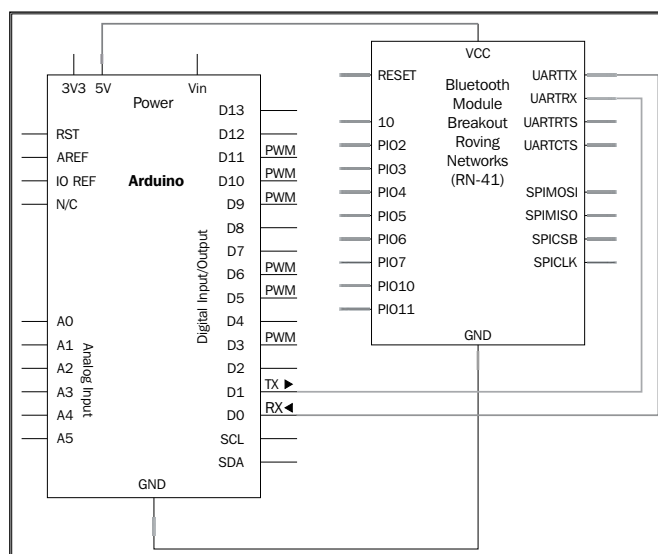 3V3 5V Vin
Power
Arduino
RST
AREF
IO REF
N/C
A0
A1
A2
A3
A4
A5
Analog Input
D13
D12
D11 PWM
D10 PWM
D9 PWM
D8
D7
D6 PWM
D5 PWM
D4
D3 PWM
D2
D1 TX ▶
D0 RX◀
SCL
SDA
Digital Input/Output
GND
VCC
Bluetooth
Module
Breakout
Roving
Networks
(RN-41)
RESET
10
PIO2
PIO3
PIO4
PIO5
PIO6
PIO7
PIO10
PIO11
UARTTX
UARTRX
UARTRTS
UARTCTS
SPIMOSI
SPIMISO
SPICSB
SPICLK
GND